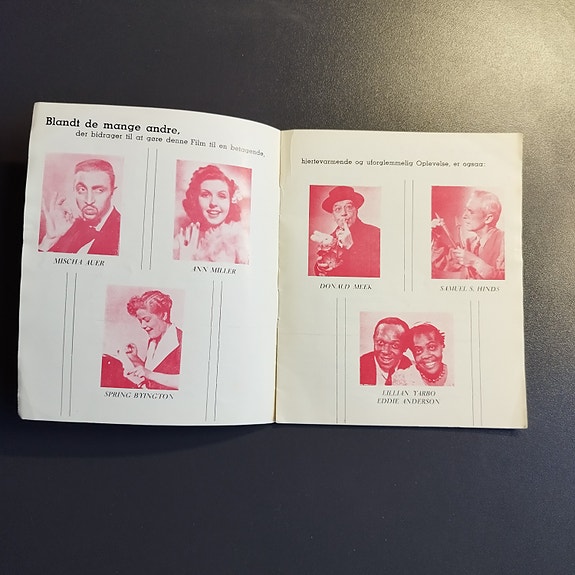 Blandt de mange andre,
der bidrager til at gøre denne Film til en betagende,
MISCHA AUER
ANN MILLER
SPRING BYINGTON
hjertevarmende og uforglemmelig Oplevelse, er ogsaa:
DONALD MEEK
SAMUEL S. HINDS
LILLIAN YARBO
EDDIE ANDERSON